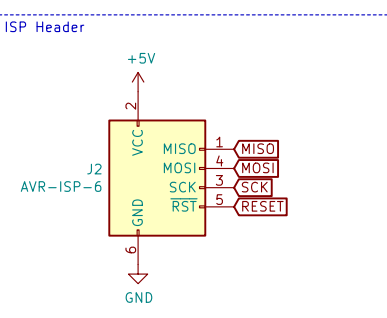 ISP Header
+5V
2
VCC
MISO 1 MISO
MOSI 4 MOSI
J2
SCK 3 SCK
AVR-ISP-6
GND
RST 5 RESET
6
GND